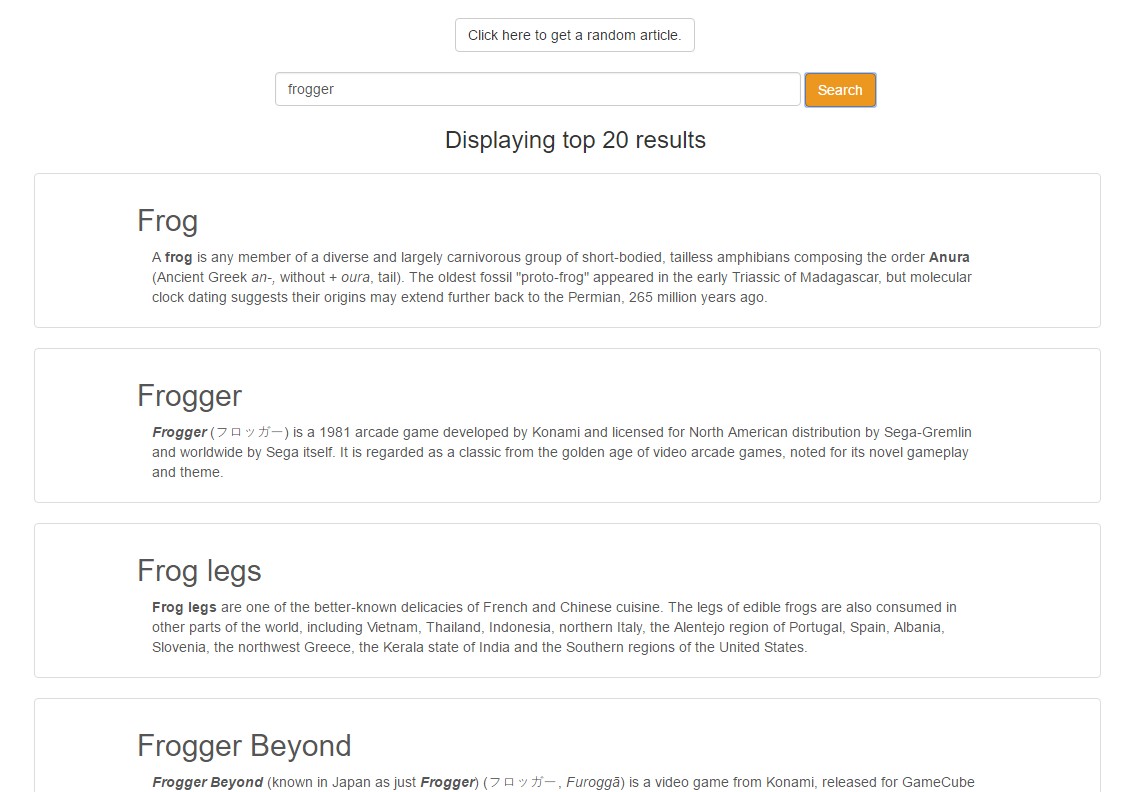 Click here to get a random article.
frogger
Search
Displaying top 20 results
Frog
A frog is any member of a diverse and largely carnivorous group of short-bodied, tailless amphibians composing the order Anura
(Ancient Greek an-, without + oura, tail). The oldest fossil "proto-frog" appeared in the early Triassic of Madagascar, but molecular
clock dating suggests their origins may extend further back to the Permian, 265 million years ago.
Frogger
Frogger (フロッガー) is a 1981 arcade game developed by Konami and licensed for North American distribution by Sega-Gremlin
and worldwide by Sega itself. It is regarded as a classic from the golden age of video arcade games, noted for its novel gameplay
and theme.
Frog legs
Frog legs are one of the better-known delicacies of French and Chinese cuisine. The legs of edible frogs are also consumed in
other parts of the world, including Vietnam, Thailand, Indonesia, northern Italy, the Alentejo region of Portugal, Spain, Albania,
Slovenia, the northwest Greece, the Kerala state of India and the Southern regions of the United States.
Frogger Beyond
Frogger Beyond (known in Japan as just Frogger) (フロッガー, Furoggā) is a video game from Konami, released for GameCube